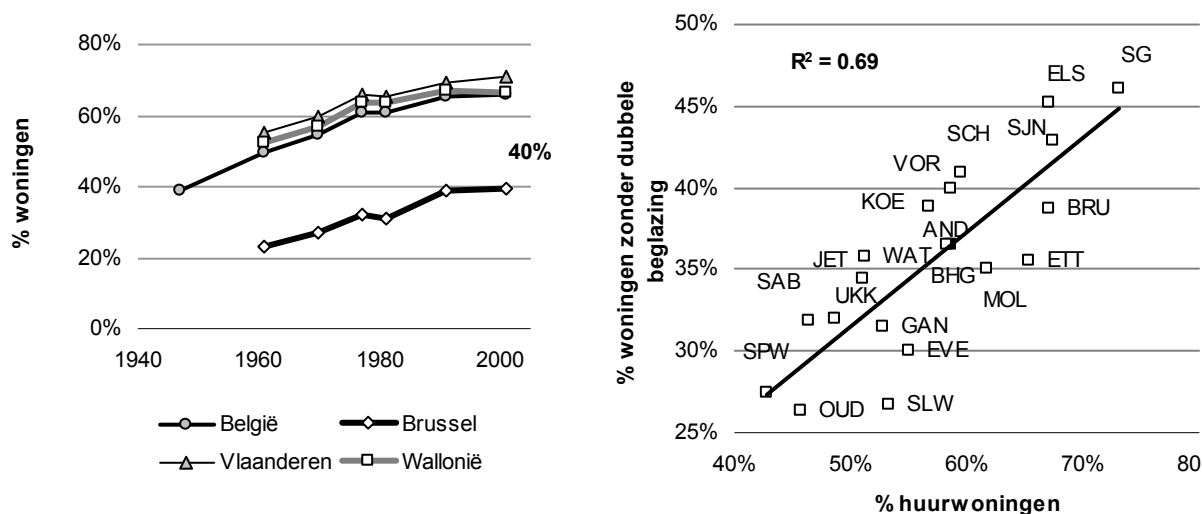 80%
60%
40%
20%
0%
% woningen
40%
1940 1960 1980 2000
België Brussel
Vlaanderen Wallonië
50%
45%
40%
35%
30%
25%
% woningen zonder dubbele
beglazing
R² = 0.69
SG
ELS
SCH SJN
VOR
KOE BRU
AND
JET WAT ETT
SAB BHG
UKK MOL
GAN
SPW EVE
OUD SLW
40% 50% 60% 70% 80
% huurwoningen